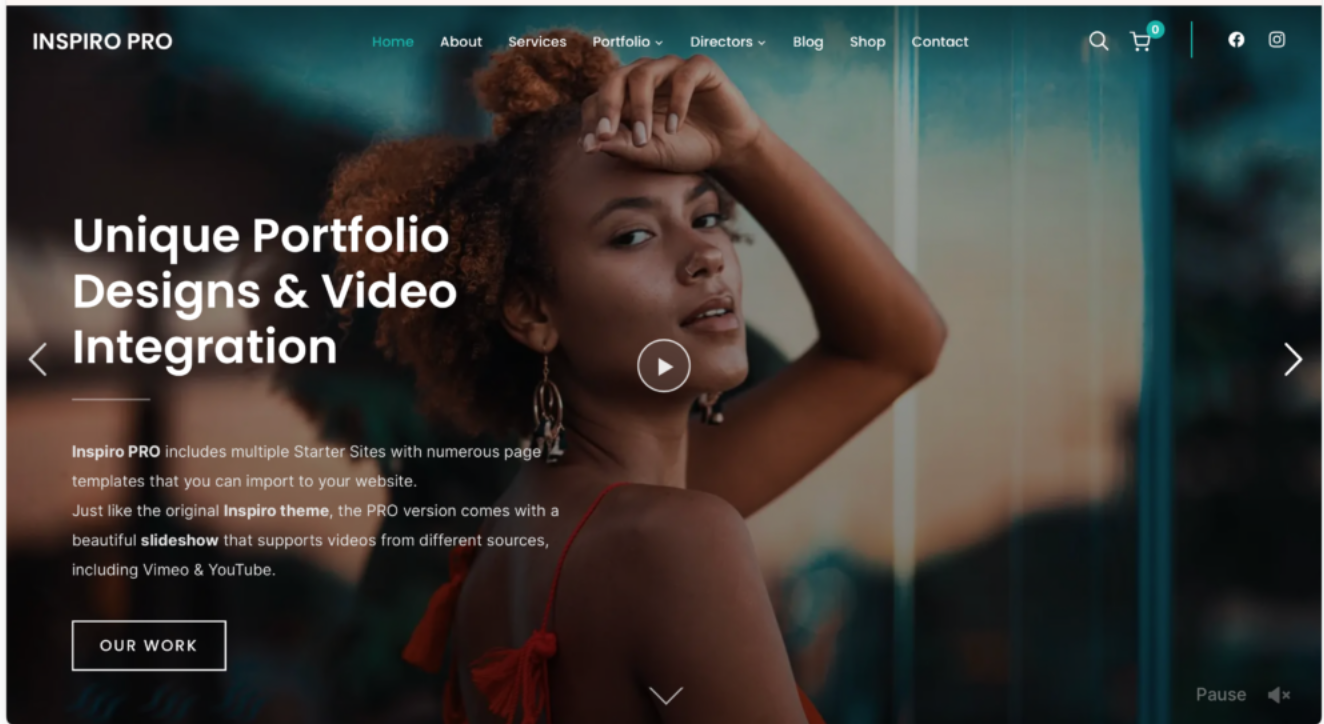 INSPIRO PRO
Home About Services Portfolio Directors Blog Shop Contact
0
Unique Portfolio
Designs & Video
Integration
Inspiro PRO includes multiple Starter Sites with numerous page
templates that you can import to your website.
Just like the original Inspiro theme, the PRO version comes with a
beautiful slideshow that supports videos from different sources,
including Vimeo & YouTube.
OUR WORK
Pause